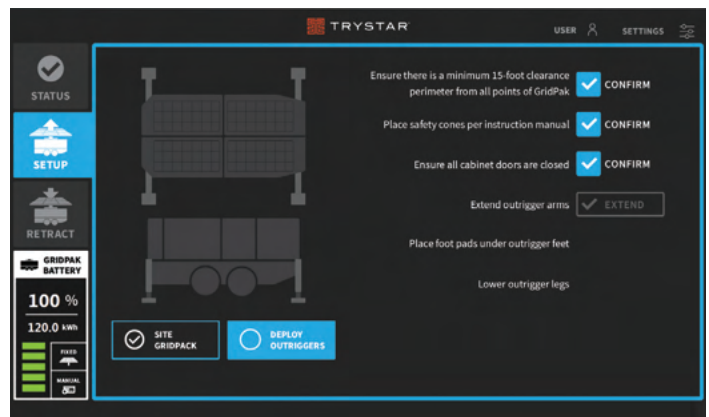 TRYSTAR
USER
SETTINGS
STATUS
SETUP
RETRACT
GRIDPAK
BATTERY
100 %
120.0 kWh
FIXED
MANUAL
Ensure there is a minimum 15-foot clearance
perimeter from all points of GridPak
CONFIRM
Place safety cones per instruction manual
CONFIRM
Ensure all cabinet doors are closed
CONFIRM
Extend outrigger arms
EXTEND
Place foot pads under outrigger feet
Lower outrigger legs
SITE
GRIDPACK
DEPLOY
OUTRIGGERS